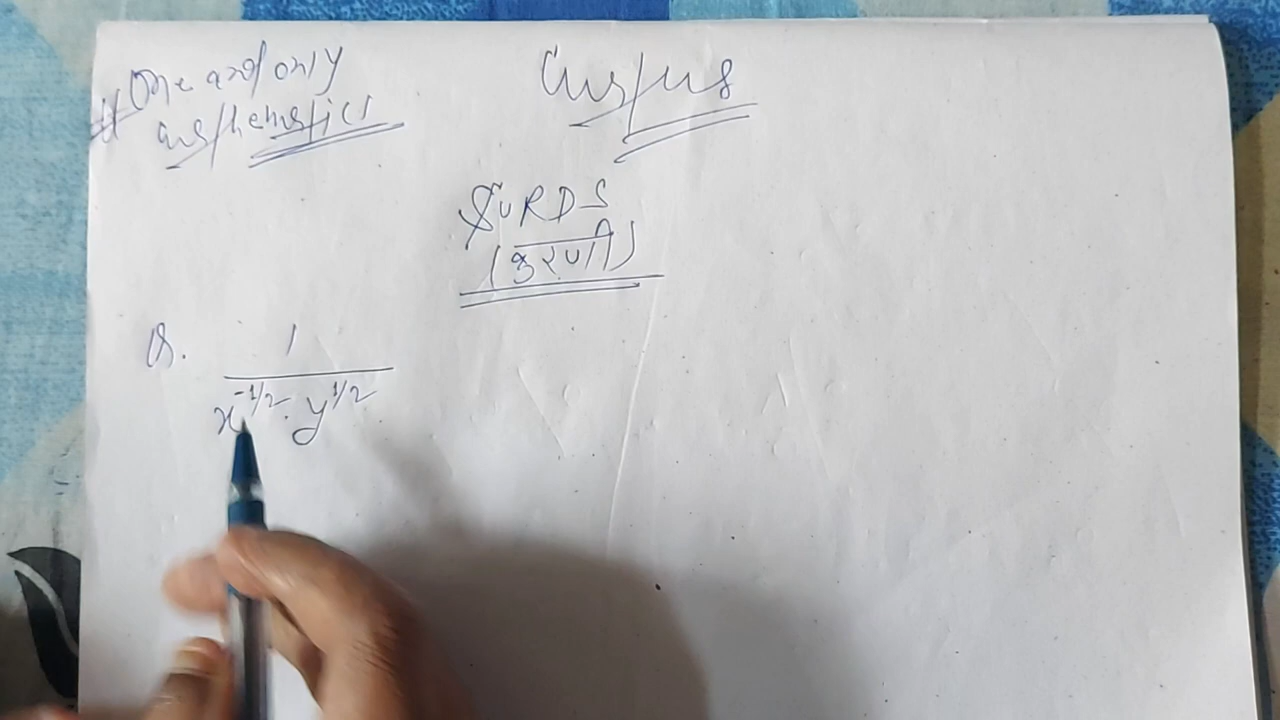 # One and only
mathematics
SURDS
(करणी)
Q. 1
x^{-1/2} . y^{1/2}